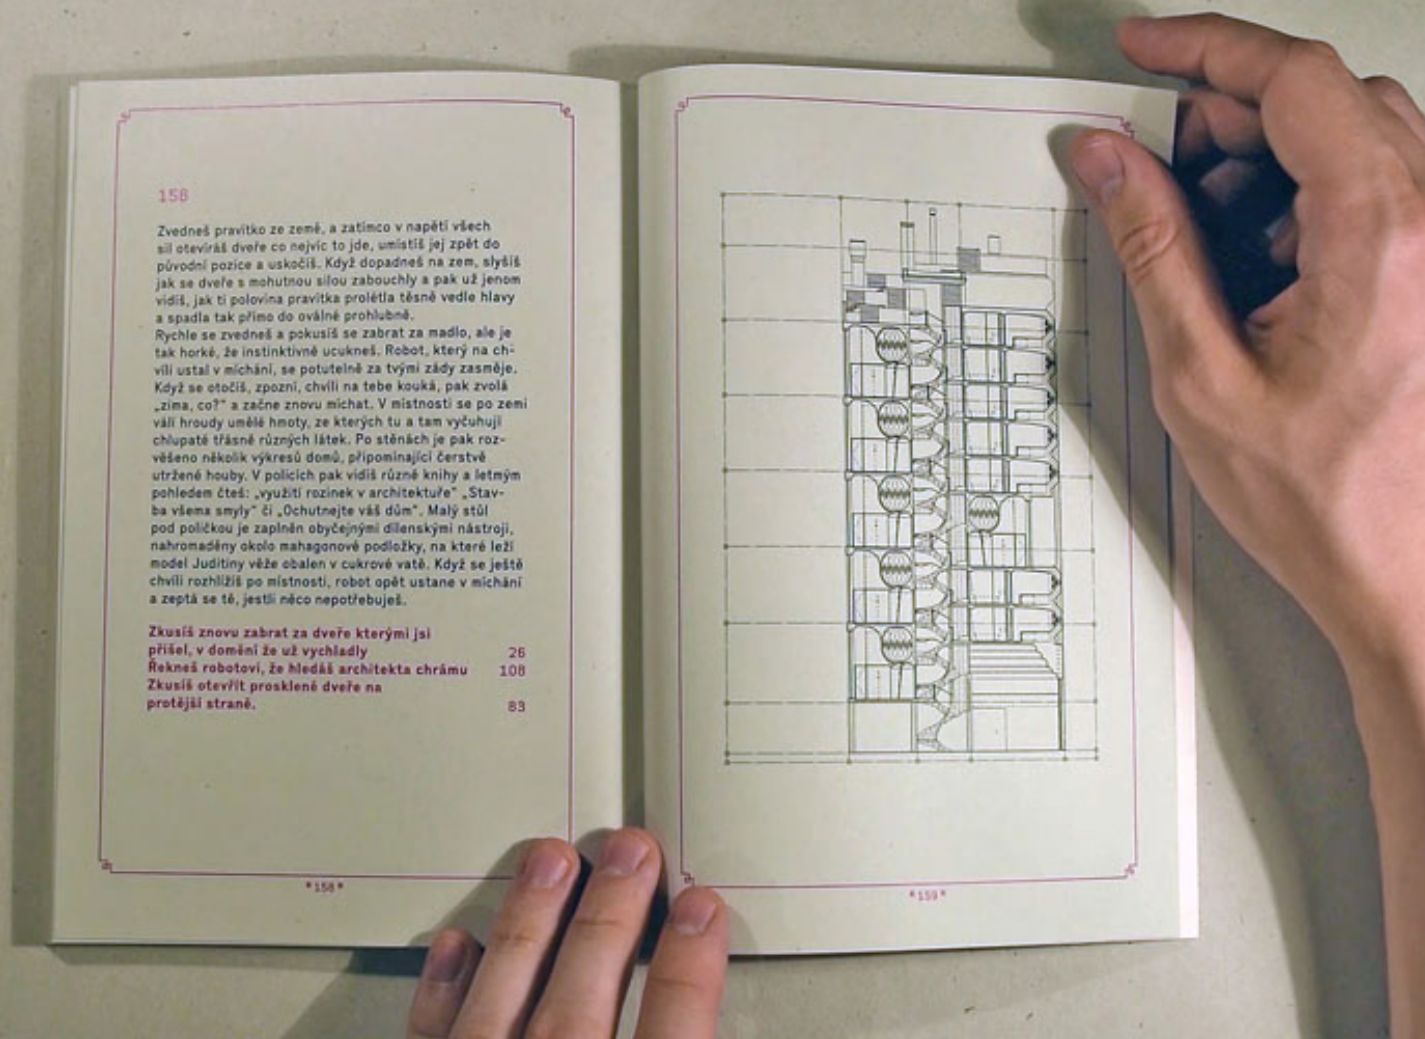 158
Zvedneš pravítko ze země, a zatímco v napětí všech
sil otevíráš dveře co nejvíc to jde, umístíš jej zpět do
původní pozice a uskočíš. Když dopadneš na zem, slyšíš
jak se dveře s mohutnou silou zabouchly a pak už jenom
vidíš, jak ti polovina pravítka prolétla těsně vedle hlavy
a spadla tak přímo do oválné prohlubně.
Rychle se zvedneš a pokusíš se zabrat za madlo, ale je
tak horké, že instinktivně ucukneš. Robot, který na ch-
víli ustal v míchání, se potutelně za tvými zády zasměje.
Když se otočíš, zpozní, chvíli na tebe kouká, pak zvolá
„zima, co?“ a začne znovu míchat. V místnosti se po zemi
válí hroudy umělé hmoty, ze kterých tu a tam vyčuhují
chlupaté třásně různých látek. Po stěnách je pak roz-
věšeno několik výkresů domů, připomínající čerstvě
utržené houby. V policích pak vidíš různé knihy a letmým
pohledem čteš: „využití rozinek v architektuře“ „Stav-
ba všema smyly“ či „Ochutnejte váš dům“. Malý stůl
pod poličkou je zaplněn obyčejnými dílenskými nástroji,
nahromaděny okolo mahagonové podložky, na které leží
model Juditiny věže obalen v cukrové vatě. Když se ještě
chvíli rozhlížíš po místnosti, robot opět ustane v míchání
a zeptá se tě, jestli něco nepotřebuješ.
Zkusíš znovu zabrat za dveře kterými jsi
přišel, v domění že už vychladly 26
Řekneš robotovi, že hledáš architekta chrámu 108
Zkusíš otevřít prosklené dveře na
protější straně. 83
*158*
*159*